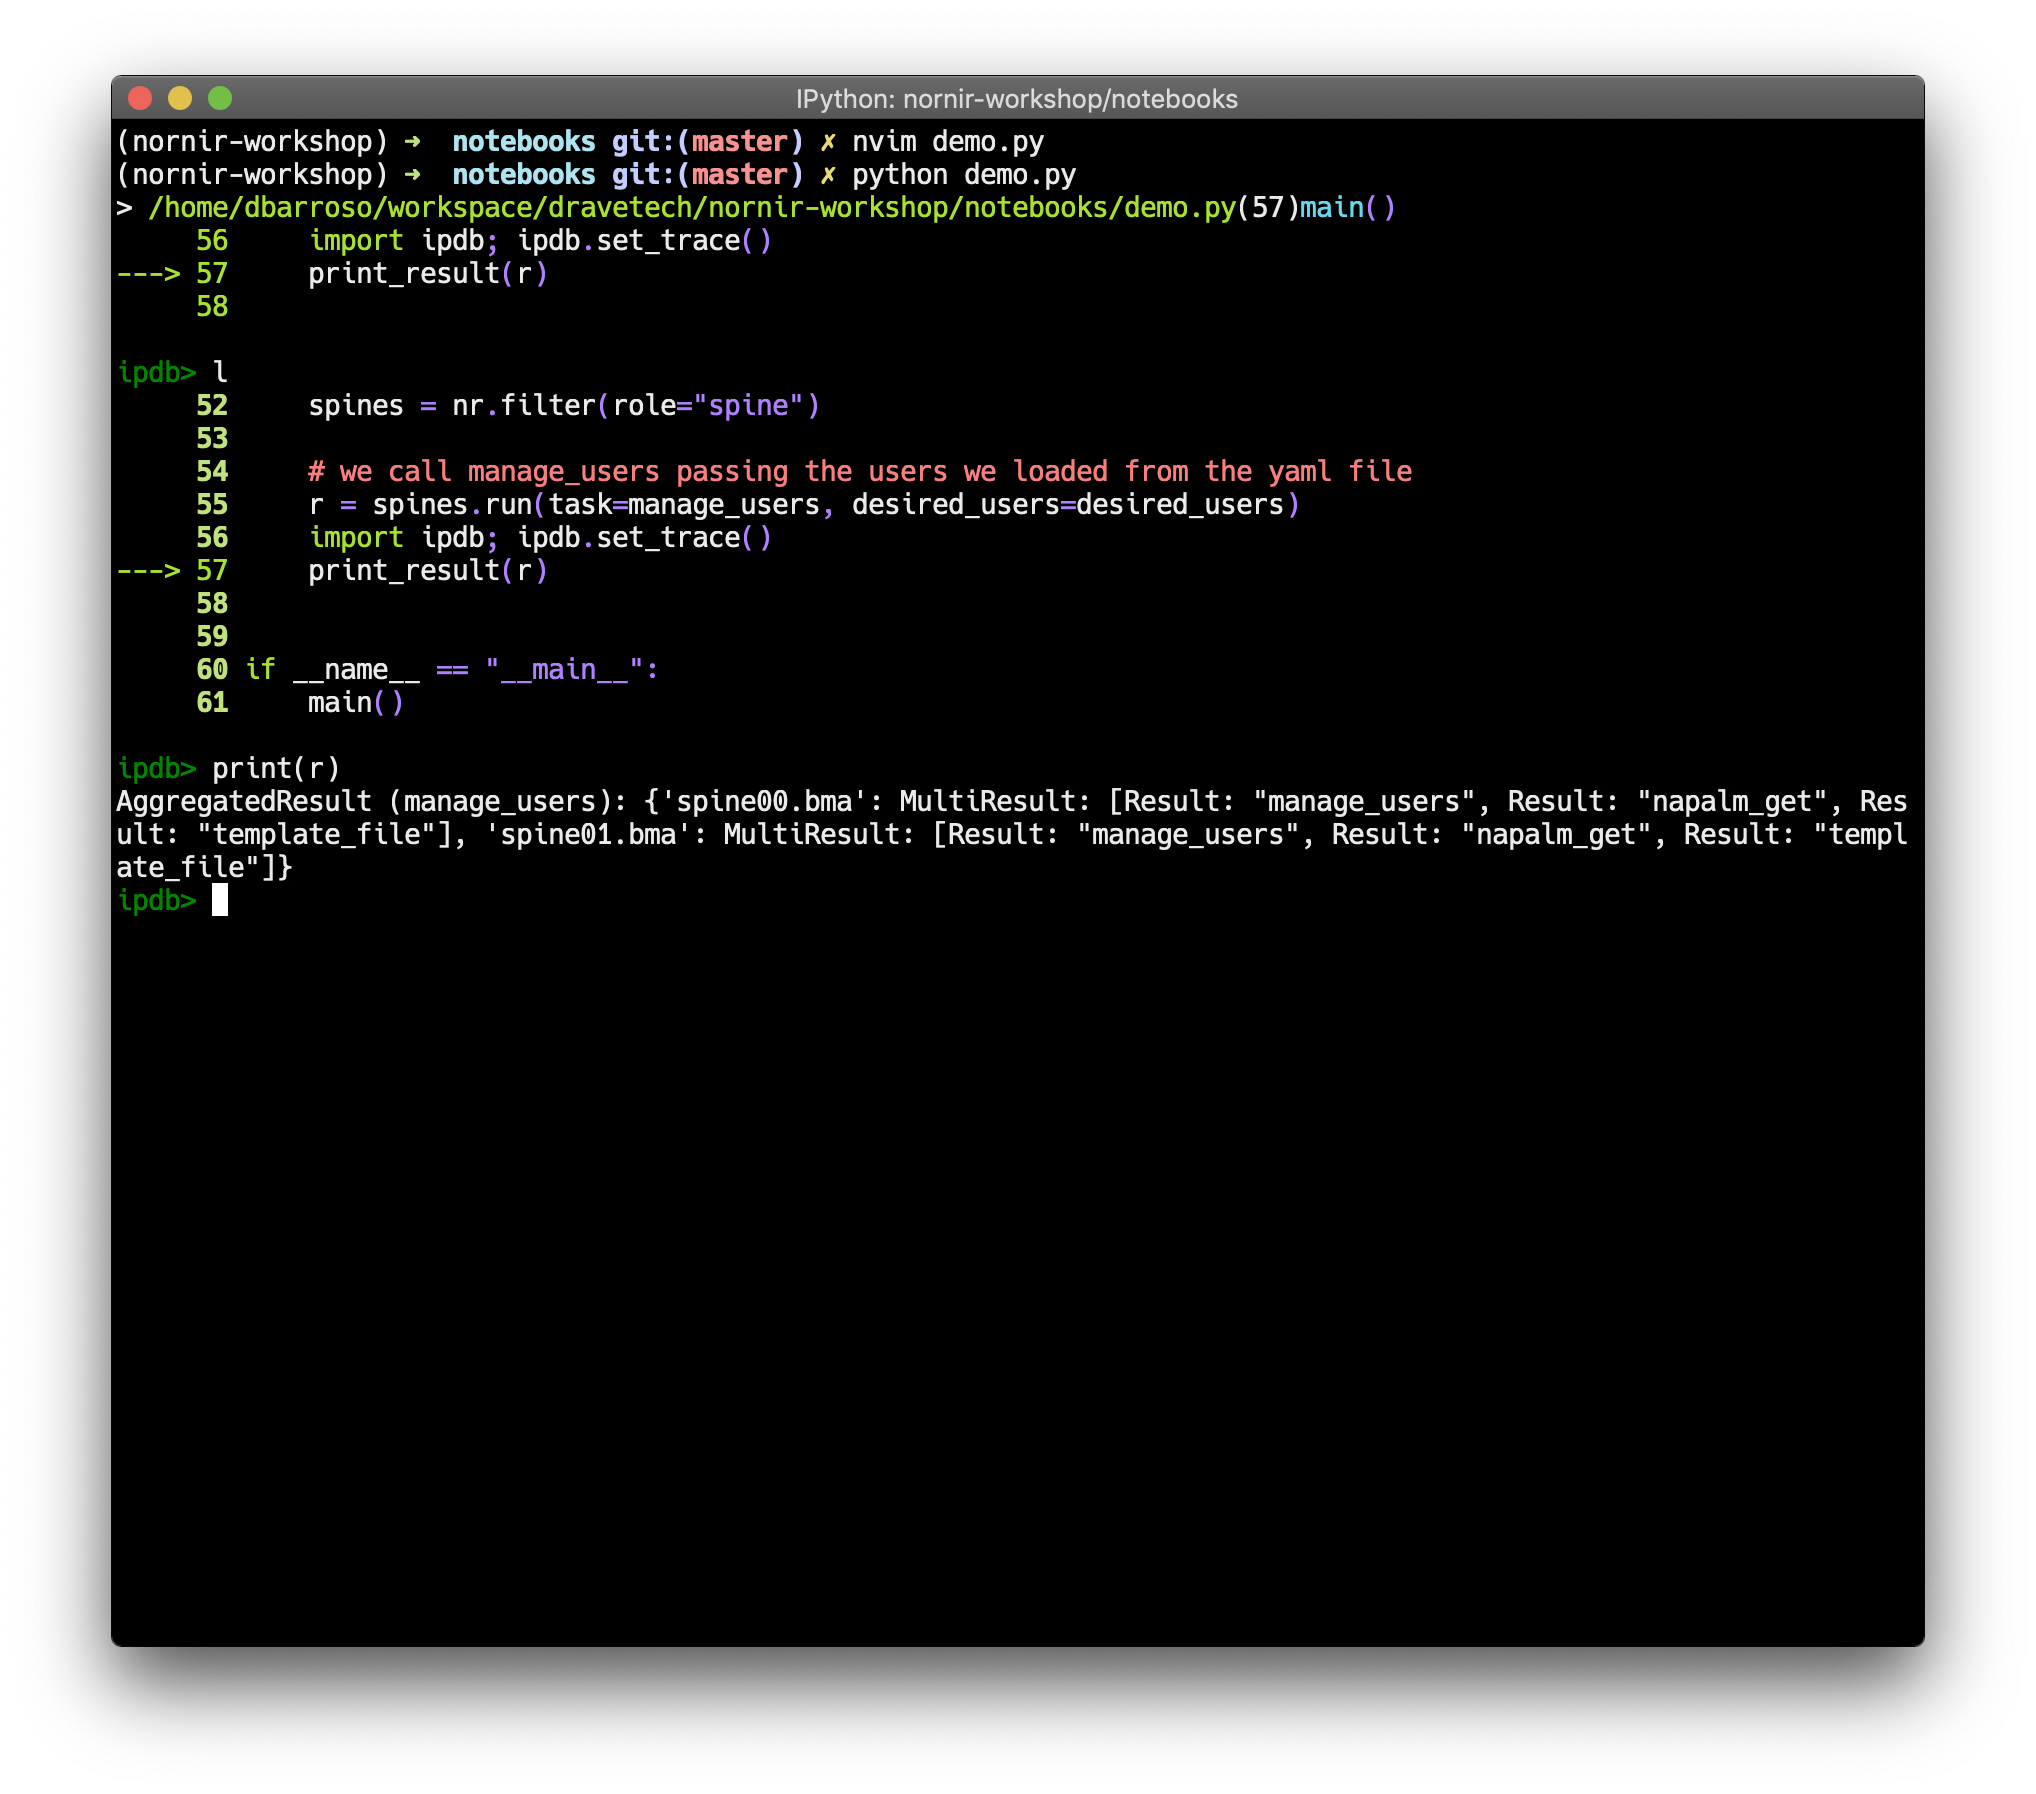 IPython: nornir-workshop/notebooks
(nornir-workshop) ➜  notebooks git:(master) ✗ nvim demo.py
(nornir-workshop) ➜  notebooks git:(master) ✗ python demo.py
> /home/dbarroso/workspace/dravetech/nornir-workshop/notebooks/demo.py(57)main()
     56     import ipdb; ipdb.set_trace()
---> 57     print_result(r)
     58
ipdb> l
     52     spines = nr.filter(role="spine")
     53
     54     # we call manage_users passing the users we loaded from the yaml file
     55     r = spines.run(task=manage_users, desired_users=desired_users)
     56     import ipdb; ipdb.set_trace()
---> 57     print_result(r)
     58
     59
     60 if __name__ == "__main__":
     61     main()
ipdb> print(r)
AggregatedResult (manage_users): {'spine00.bma': MultiResult: [Result: "manage_users", Result: "napalm_get", Res
ult: "template_file"], 'spine01.bma': MultiResult: [Result: "manage_users", Result: "napalm_get", Result: "templ
ate_file"]}
ipdb>